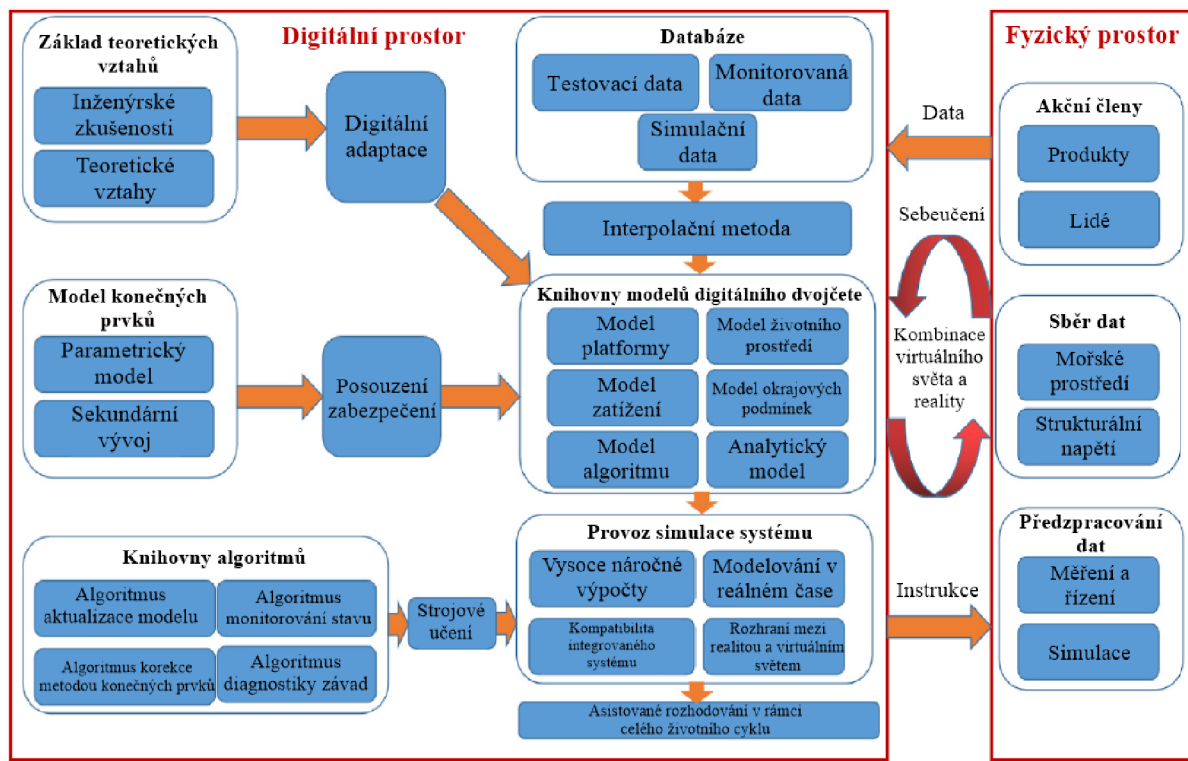 Digitální prostor
Základ teoretických
vztahů
Inženýrské
zkušenosti
Teoretické
vztahy
Digitální
adaptace
Databáze
Testovací data
Monitorovaná
data
Simulační
data
Interpolační metoda
Model konečných
prvků
Parametrický
model
Sekundární
vývoj
Posouzení
zabezpečení
Knihovny modelů digitálního dvojčete
Model
platformy
Model životního
prostředí
Model
zatížení
Model okrajových
podmínek
Model
algoritmu
Analytický
model
Knihovny algoritmů
Algoritmus
aktualizace modelu
Algoritmus
monitorování stavu
Algoritmus korekce
metodou konečných prvků
Algoritmus
diagnostiky závad
Strojové
učení
Provoz simulace systému
Vysoce náročné
výpočty
Modelování v
reálném čase
Kompatibilita
integrovaného
systému
Rozhraní mezi
realitou a virtuálním
světem
Asistované rozhodování v rámci
celého životního cyklu
Data
Sebeučení
Kombinace
virtuálního
světa a
reality
Instrukce
Fyzický prostor
Akční členy
Produkty
Lidé
Sběr dat
Mořské
prostředí
Strukturální
napětí
Předzpracování
dat
Měření a
řízení
Simulace